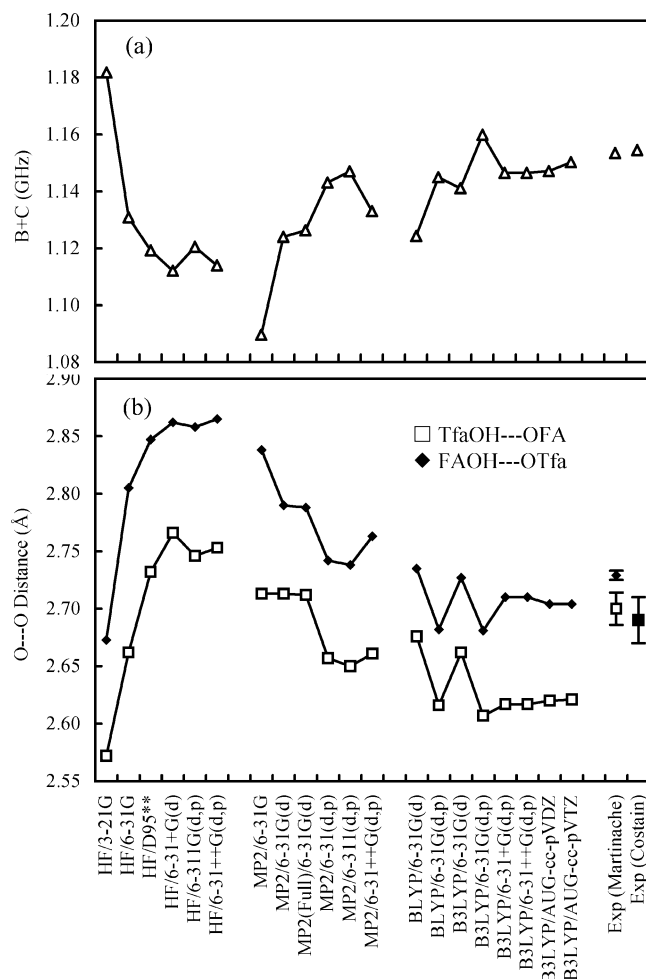 1.20
(a)
1.18
1.16
1.14
1.12
1.10
1.08
B+C (GHz)
2.90
(b)
2.85
2.80
2.75
2.70
2.65
2.60
2.55
O---O Distance (Å)
TfaOH---OFA
FAOH---OTfa
HF/3-21G
HF/6-31G
HF/D95**
HF/6-31+G(d)
HF/6-311G(d,p)
HF/6-31++G(d,p)
MP2/6-31G
MP2/6-31G(d)
MP2(Full)/6-31G(d)
MP2/6-31(d,p)
MP2/6-311(d,p)
MP2/6-31++G(d,p)
BLYP/6-31G(d)
BLYP/6-31G(d,p)
B3LYP/6-31G(d)
B3LYP/6-31G(d,p)
B3LYP/6-31+G(d,p)
B3LYP/6-31++G(d,p)
B3LYP/AUG-cc-pVDZ
B3LYP/AUG-cc-pVTZ
Exp (Martinache)
Exp (Costain)